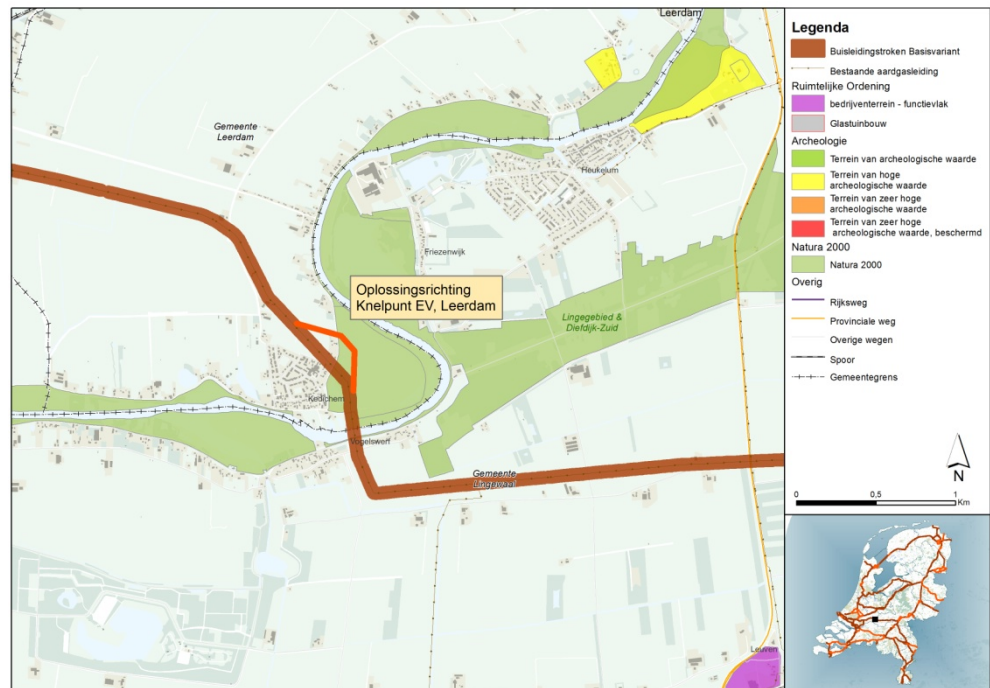 Leerdam
Gemeente
Leerdam
Heukelum
Friezenwijk
Oplossingsrichting
Knelpunt EV, Leerdam
Lingegebied &
Diefdijk-Zuid
Kedichem
Vogelswerf
Gemeente
Lingewaal
Leuven
Legenda
Buisleidingstroken Basisvariant
Bestaande aardgasleiding
Ruimtelijke Ordening
bedrijventerrein - functievlak
Glastuinbouw
Archeologie
Terrein van archeologische waarde
Terrein van hoge
archeologische waarde
Terrein van zeer hoge
archeologische waarde
Terrein van zeer hoge
archeologische waarde, beschermd
Natura 2000
Natura 2000
Overig
Rijksweg
Provinciale weg
Overige wegen
Spoor
Gemeentegrens
N
0 0,5 1
Km